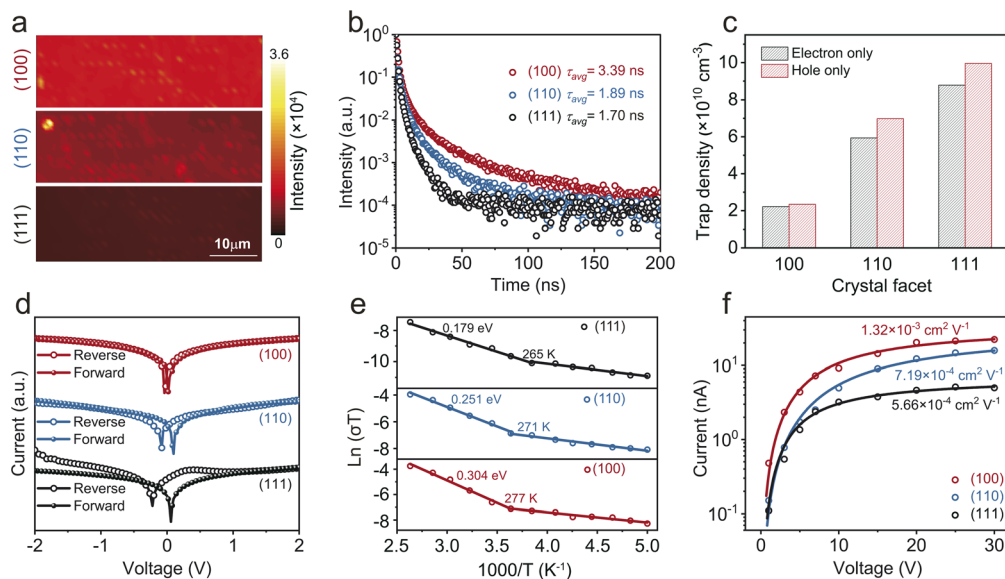 a
(100)
(110)
(111)
10μm
3.6
0
Intensity (×10⁴)
b
10⁰
10⁻¹
10⁻²
10⁻³
10⁻⁴
10⁻⁵
Intensity (a.u.)
(100) τavg= 3.39 ns
(110) τavg= 1.89 ns
(111) τavg= 1.70 ns
0 50 100 150 200
Time (ns)
c
Trap density (×10¹⁰ cm⁻³)
10
8
6
4
2
0
Electron only
Hole only
100 110 111
Crystal facet
d
Current (a.u.)
Reverse
Forward
(100)
Reverse
Forward
(110)
Reverse
Forward
(111)
-2 -1 0 1 2
Voltage (V)
e
Ln (σT)
-8
-10
0.179 eV
265 K
(111)
-4
-6
-8
0.251 eV
271 K
(110)
-4
-6
-8
0.304 eV
277 K
(100)
2.5 3.0 3.5 4.0 4.5 5.0
1000/T (K⁻¹)
f
Current (nA)
10¹
10⁰
10⁻¹
1.32×10⁻³ cm² V⁻¹
7.19×10⁻⁴ cm² V⁻¹
5.66×10⁻⁴ cm² V⁻¹
(100)
(110)
(111)
0 10 20 30
Voltage (V)